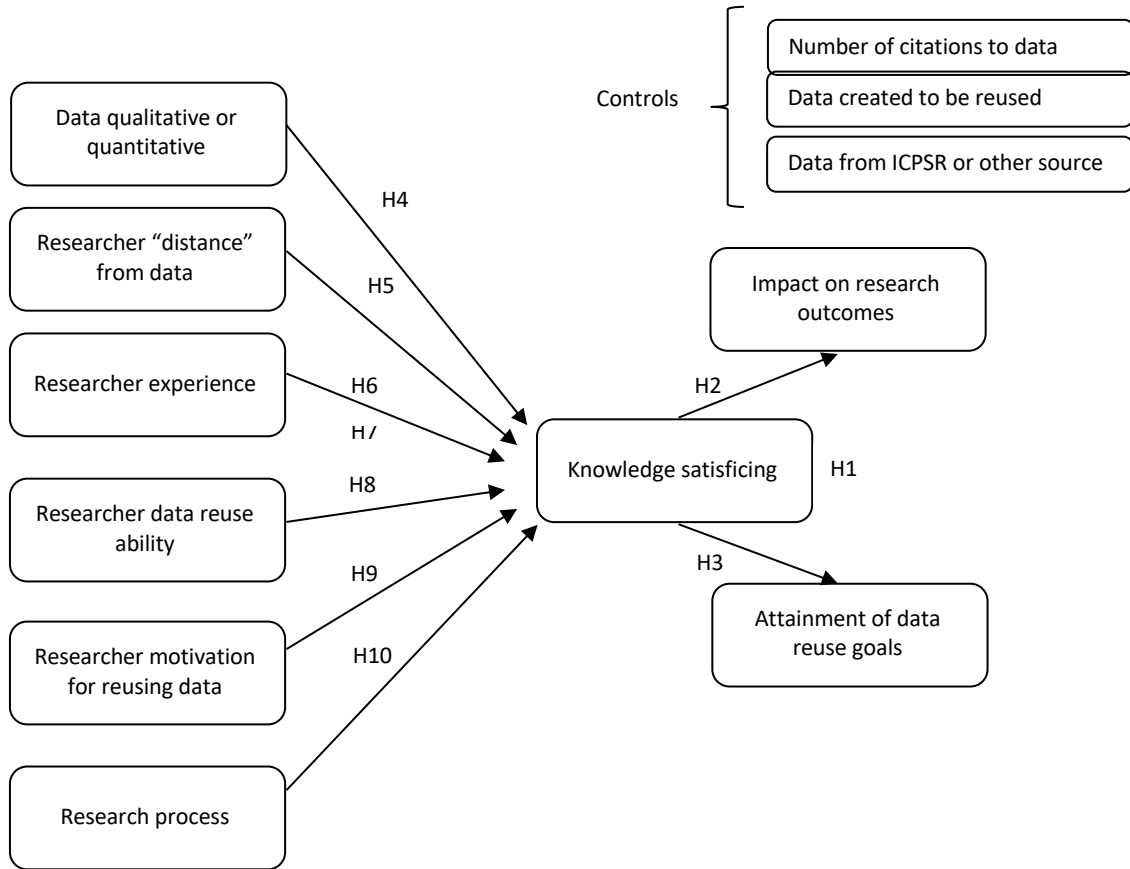 Number of citations to data
Controls
Data created to be reused
Data from ICPSR or other source
Data qualitative or
quantitative
H4
Researcher “distance”
from data
H5
Researcher experience
H6
H7
Researcher data reuse
ability
H8
Researcher motivation
for reusing data
H9
Research process
H10
Knowledge satisficing
H1
H2
Impact on research
outcomes
H3
Attainment of data
reuse goals